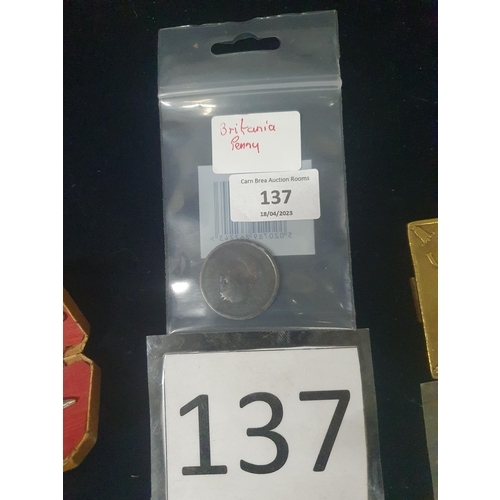 Britania
Penny
Carn Brea Auction Rooms
137
18/04/2023
137